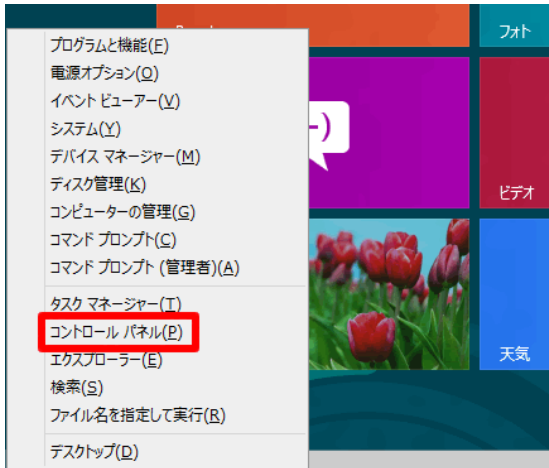 プログラムと機能(F)
電源オプション(O)
イベント ビューアー(V)
システム(Y)
デバイス マネージャー(M)
ディスク管理(K)
コンピューターの管理(G)
コマンド プロンプト(C)
コマンド プロンプト (管理者)(A)
タスク マネージャー(T)
コントロール パネル(P)
エクスプローラー(E)
検索(S)
ファイル名を指定して実行(R)
デスクトップ(D)
フォト
-)
ビデオ
天気